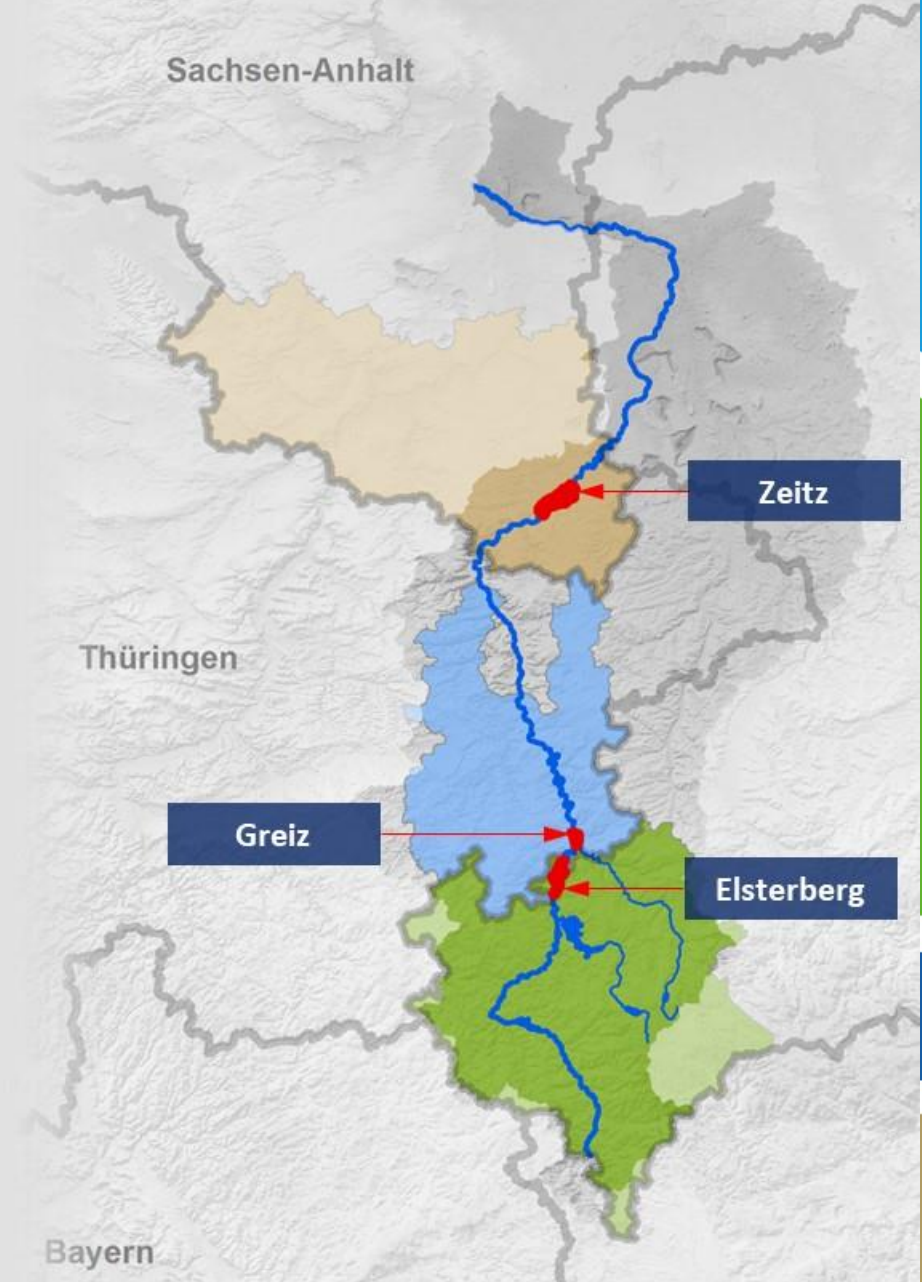 Sachsen-Anhalt
Zeitz
Thüringen
Greiz
Elsterberg
Bayern